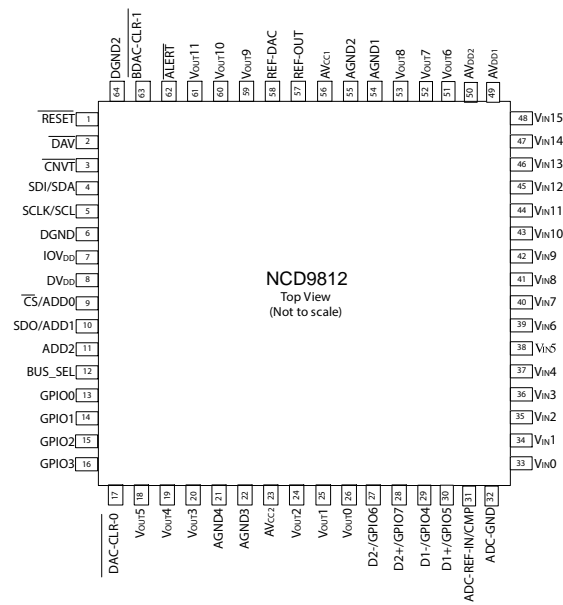 DGND2
BDAC-CLR-1
ALERT
VOUT11
VOUT10
VOUT9
REF-DAC
REF-OUT
AVCC1
AGND2
AGND1
VOUT8
VOUT7
VOUT6
AVDD2
AVDD1
64 63 62 61 60 59 58 57 56 55 54 53 52 51 50 49
RESET 1
DAV 2
CNVT 3
SDI/SDA 4
SCLK/SCL 5
DGND 6
IOVDD 7
DVDD 8
CS/ADD0 9
SDO/ADD1 10
ADD2 11
BUS_SEL 12
GPIO0 13
GPIO1 14
GPIO2 15
GPIO3 16
NCD9812
Top View
(Not to scale)
48 VIN15
47 VIN14
46 VIN13
45 VIN12
44 VIN11
43 VIN10
42 VIN9
41 VIN8
40 VIN7
39 VIN6
38 VIN5
37 VIN4
36 VIN3
35 VIN2
34 VIN1
33 VIN0
17 18 19 20 21 22 23 24 25 26 27 28 29 30 31 32
DAC-CLR-0
VOUT5
VOUT4
VOUT3
AGND4
AGND3
AVCC2
VOUT2
VOUT1
VOUT0
D2-/GPIO6
D2+/GPIO7
D1-/GPIO4
D1+/GPIO5
ADC-REF-IN/CMP
ADC-GND